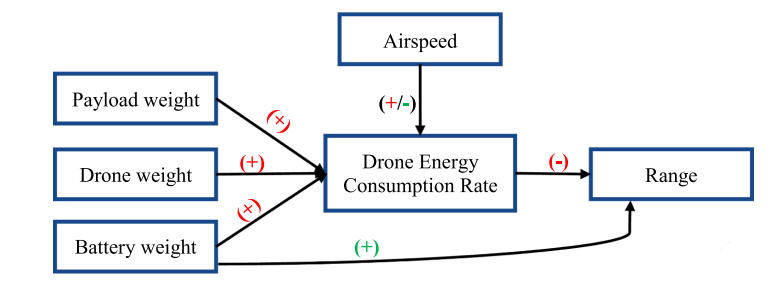 Airspeed
(+/-)
Payload weight
(+)
Drone weight
(+)
Drone Energy
Consumption Rate
(-)
Range
(+)
Battery weight
(+)